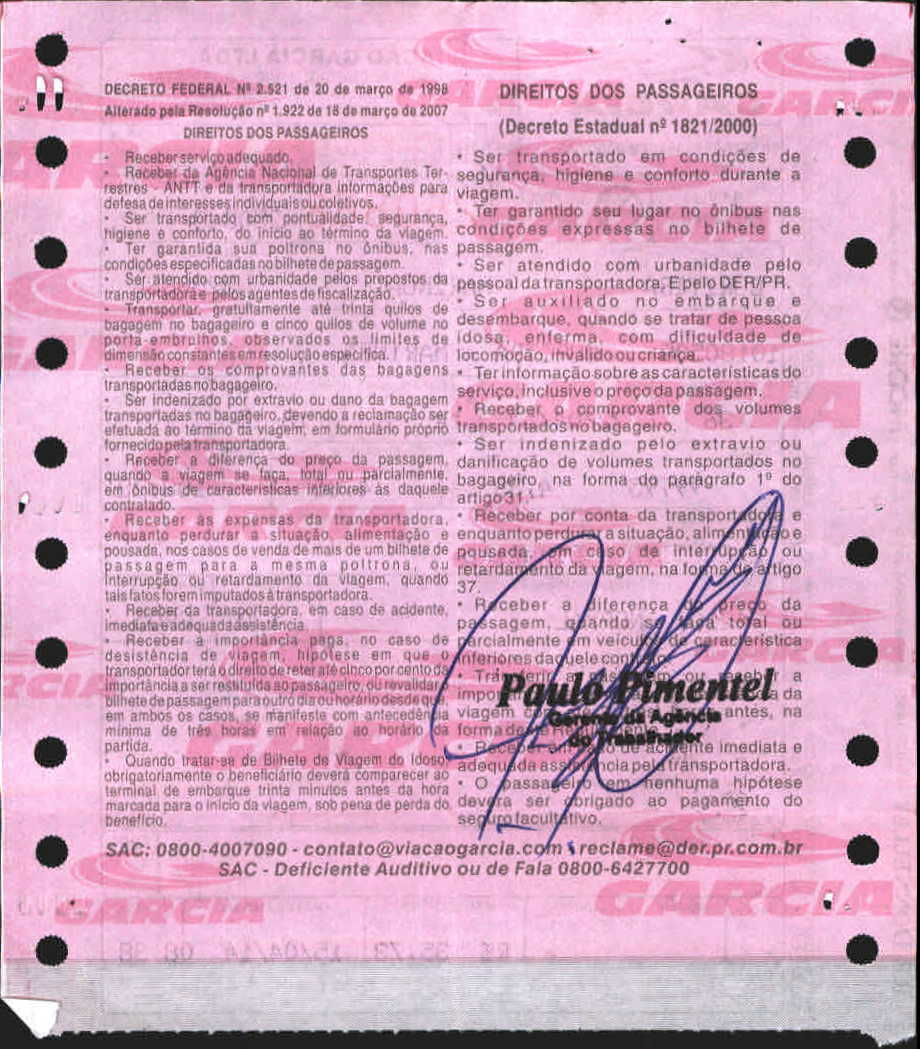 DECRETO FEDERAL Nº 2.521 de 20 de março de 1998
Alterado pela Resolução nº 1.922 de 18 de março de 2007
DIREITOS DOS PASSAGEIROS
• Receber serviço adequado.
• Receber da Agência Nacional de Transportes Ter-
restres - ANTT e da transportadora informações para
defesa de interesses individuais ou coletivos.
• Ser transportado com pontualidade, segurança,
higiene e conforto, do início ao término da viagem.
• Ter garantida sua poltrona no ônibus, nas
condições especificadas no bilhete de passagem.
• Ser atendido com urbanidade pelos prepostos da
transportadora e pelos agentes de fiscalização.
• Transportar, gratuitamente até trinta quilos de
bagagem no bagageiro e cinco quilos de volume no
porta-embrulhos, observados os limites de
dimensão constantes em resolução específica.
• Receber os comprovantes das bagagens
transportadas no bagageiro.
• Ser indenizado por extravio ou dano da bagagem
transportadas no bagageiro, devendo a reclamação ser
efetuada ao término da viagem, em formulário próprio
fornecido pela transportadora.
• Receber a diferença do preço da passagem,
quando a viagem se faça, total ou parcialmente,
em ônibus de características inferiores às daquele
contratado.
• Receber às expensas da transportadora,
enquanto perdurar a situação alimentação e
pousada, nos casos de venda de mais de um bilhete de
passagem para a mesma poltrona, ou
interrupção ou retardamento da viagem, quando
tais fatos forem imputados à transportadora.
• Receber da transportadora, em caso de acidente,
imediata e adequada assistência.
• Receber a importância paga, no caso de
desistência de viagem, hipótese em que o
transportador terá o direito de reter até cinco por cento da
importância a ser restituída ao passageiro, ou revalidar
bilhete de passagem para outro dia ou horário desde que
em ambos os casos, se manifeste com antecedência
mínima de três horas em relação ao horário da
partida.
• Quando tratar-se de Bilhete de Viagem do Idoso,
obrigatoriamente o beneficiário deverá comparecer ao
terminal de embarque trinta minutos antes da hora
marcada para o início da viagem, sob pena de perda do
benefício.
DIREITOS DOS PASSAGEIROS
(Decreto Estadual nº 1821/2000)
• Ser transportado em condições de
segurança, higiene e conforto durante a
viagem.
• Ter garantido seu lugar no ônibus nas
condições expressas no bilhete de
passagem.
• Ser atendido com urbanidade pelo
pessoal da transportadora, E pelo DER/PR.
• Ser auxiliado no embarque e
desembarque, quando se tratar de pessoa
idosa, enferma, com dificuldade de
locomoção, inválido ou criança.
• Ter informação sobre as características do
serviço, inclusive o preço da passagem.
• Receber o comprovante dos volumes
transportados no bagageiro.
• Ser indenizado pelo extravio ou
danificação de volumes transportados no
bagageiro, na forma do parágrafo 1º do
artigo 31.
• Receber por conta da transportadora e
enquanto perdurar a situação, alimentação e
pousada, em caso de interrupção ou
retardamento da viagem, na forma de artigo
37.
• Receber a diferença do preço da
passagem, quando se faça total ou
parcialmente em veículo de característica
inferiores daquele
• Transferir a ou receber a
da
viagem antes, na
forma
Paulo Pimentel
Gerente da Agência
do Trabalhador
• Receber de acidente imediata e
adequada assistência pela transportadora.
• O passageiro em nenhuma hipótese
deverá ser obrigado ao pagamento do
seguro facultativo.
SAC: 0800-4007090 - contato@viacaogarcia.com reclame@der.pr.com.br
SAC - Deficiente Auditivo ou de Fala 0800-6427700
GARCIA
GARCIA